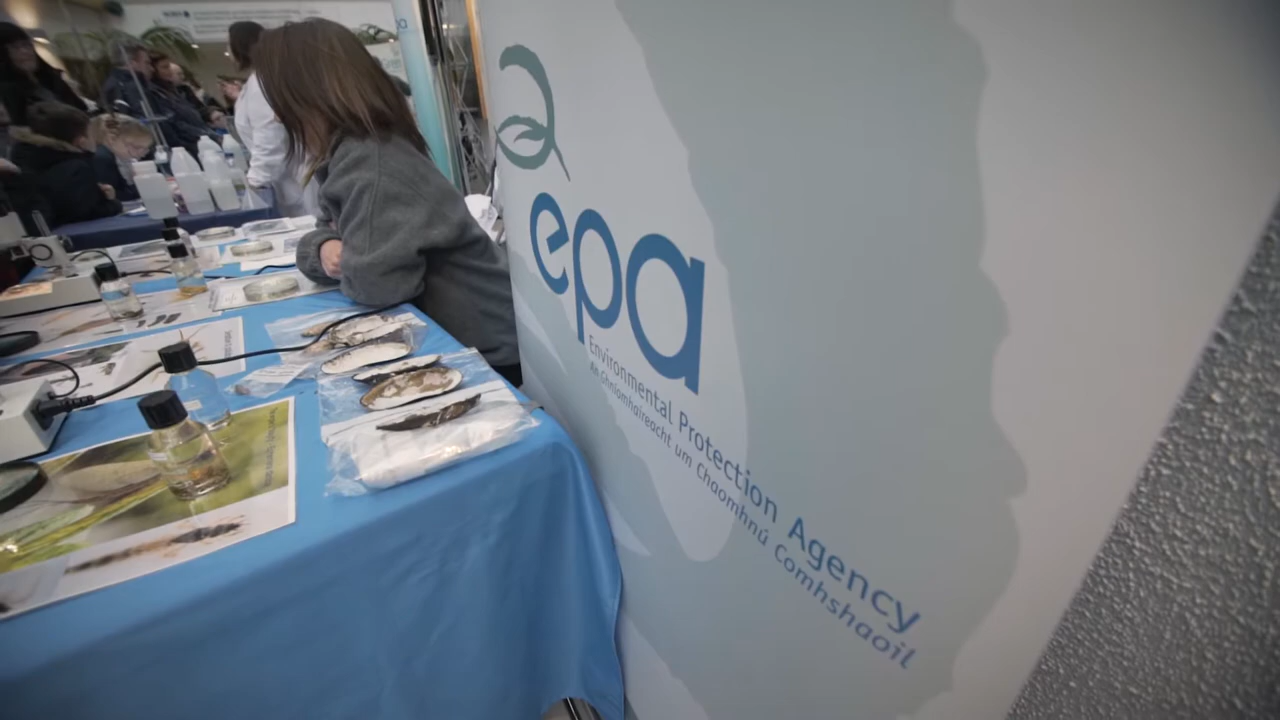 epa
Environmental Protection Agency
An Ghníomhaireacht um Chaomhnú Comhshaoil